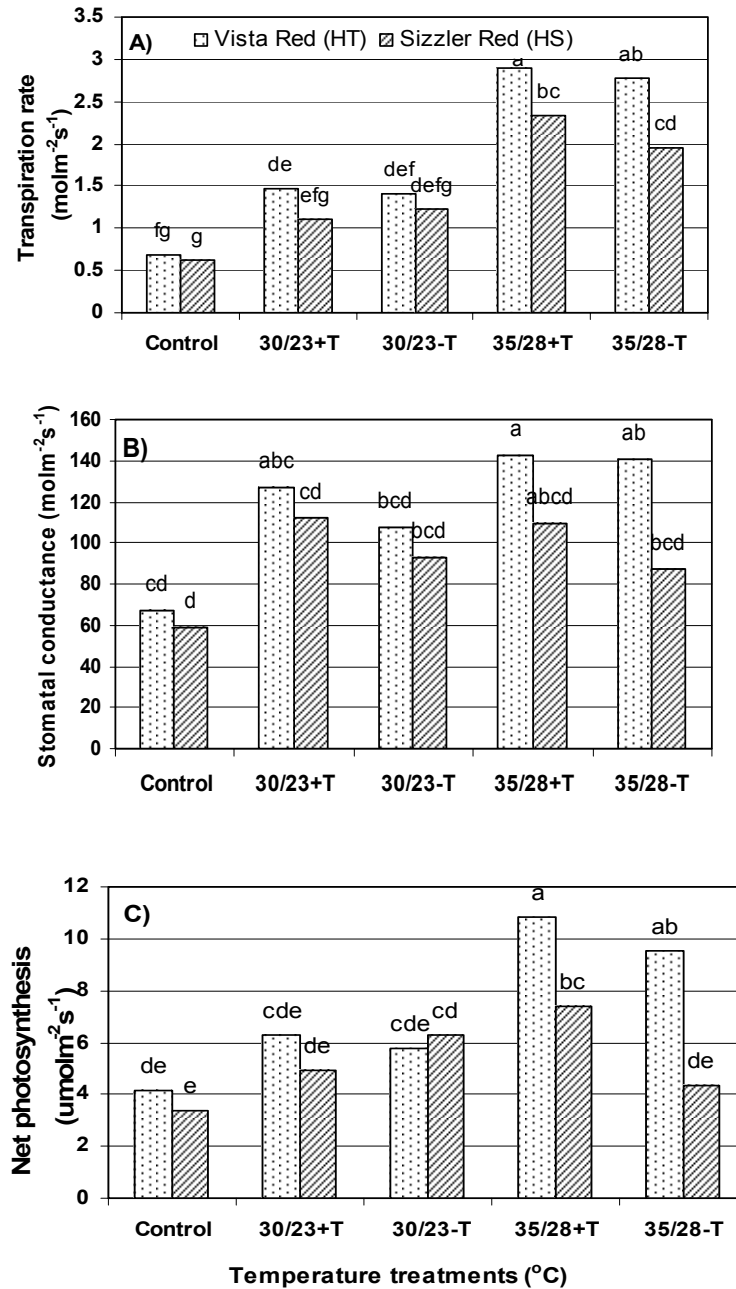 A) Vista Red (HT) Sizzler Red (HS)
Transpiration rate
(molm⁻²s⁻¹)
3.5
3
2.5
2
1.5
1
0.5
0
fg g de efg def defg a bc ab cd
Control 30/23+T 30/23-T 35/28+T 35/28-T
B)
Stomatal conductance (molm⁻²s⁻¹)
160
140
120
100
80
60
40
20
0
cd d abc cd bcd bcd a abcd ab bcd
Control 30/23+T 30/23-T 35/28+T 35/28-T
C)
Net photosynthesis
(umolm⁻²s⁻¹)
12
10
8
6
4
2
0
de e cde de cde cd a bc ab de
Control 30/23+T 30/23-T 35/28+T 35/28-T
Temperature treatments (°C)